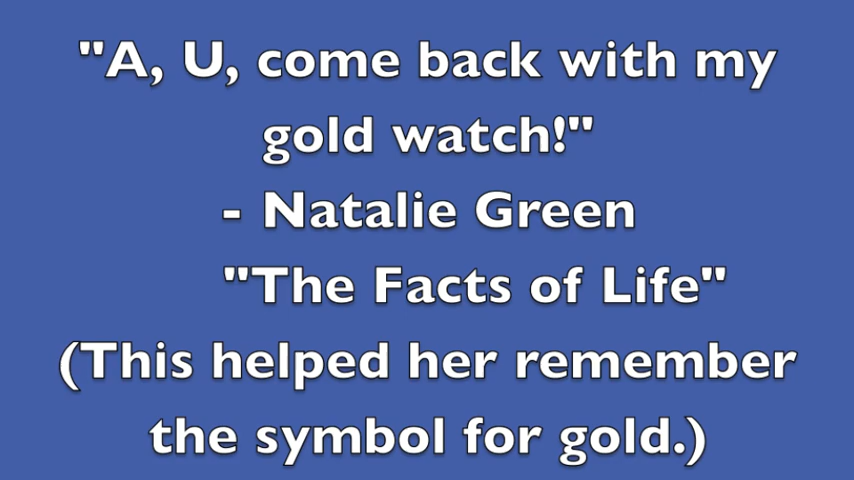 "A, U, come back with my
gold watch!"
- Natalie Green
"The Facts of Life"
(This helped her remember
the symbol for gold.)